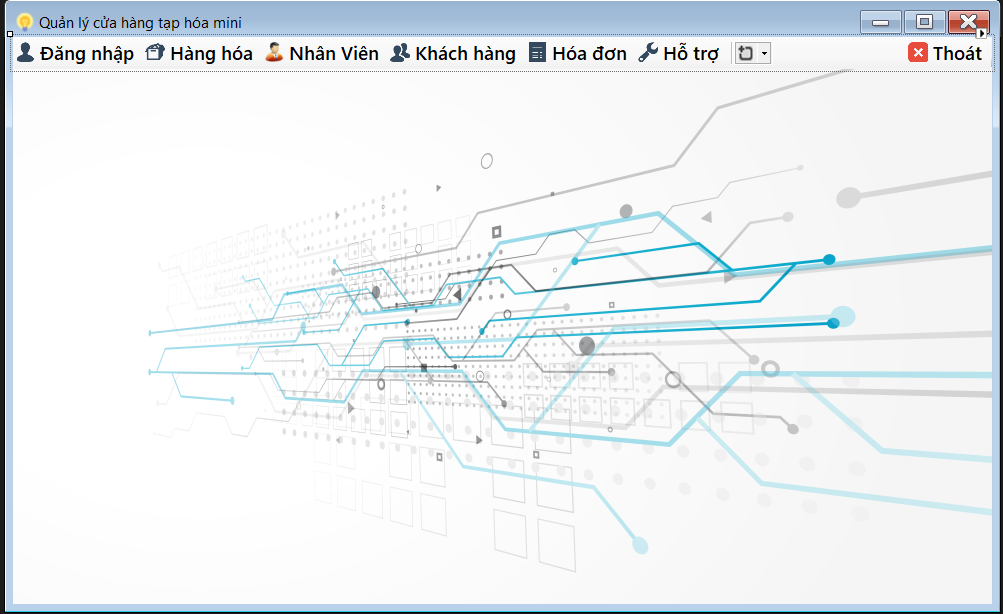 Quản lý cửa hàng tạp hóa mini
Đăng nhập Hàng hóa Nhân Viên Khách hàng Hóa đơn Hỗ trợ Thoát